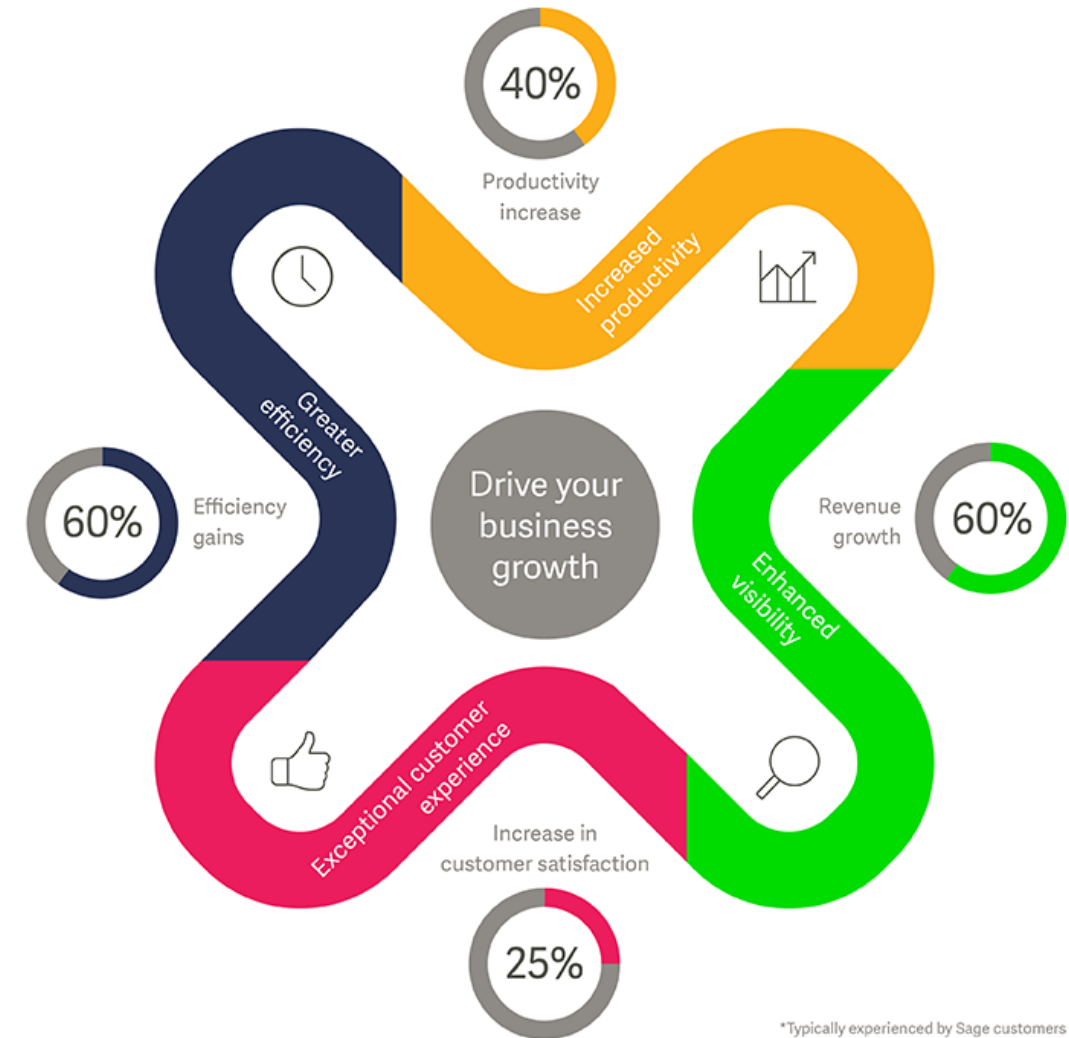 40%
Productivity
increase
Increased
productivity
Greater
efficiency
60%
Efficiency
gains
Drive your
business
growth
Revenue
growth
60%
Enhanced
visibility
Exceptional customer
experience
Increase in
customer satisfaction
25%
*Typically experienced by Sage customers